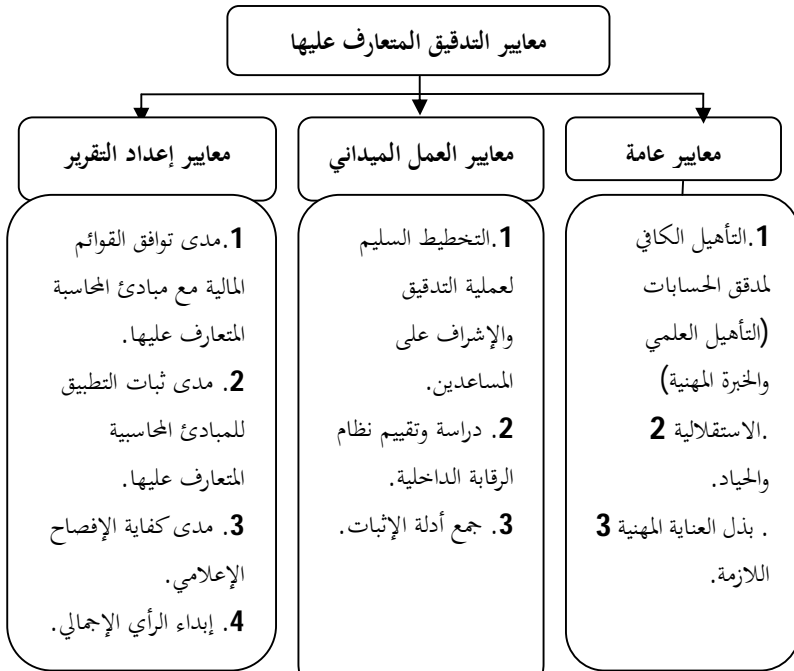 معايير التدقيق المتعارف عليها
معايير عامة
1.التأهيل الكافي
لمدقق الحسابات
(التأهيل العلمي
والخبرة المهنية)
.الاستقلالية 2
والحياد.
. بذل العناية المهنية 3
اللازمة.
معايير العمل الميداني
1.التخطيط السليم
لعملية التدقيق
والإشراف على
المساعدين.
2. دراسة وتقييم نظام
الرقابة الداخلية.
3. جمع أدلة الإثبات.
معايير إعداد التقرير
1.مدى توافق القوائم
المالية مع مبادئ المحاسبة
المتعارف عليها.
2. مدى ثبات التطبيق
للمبادئ المحاسبية
المتعارف عليها.
3. مدى كفاية الإفصاح
الإعلامي.
4. إبداء الرأي الإجمالي.